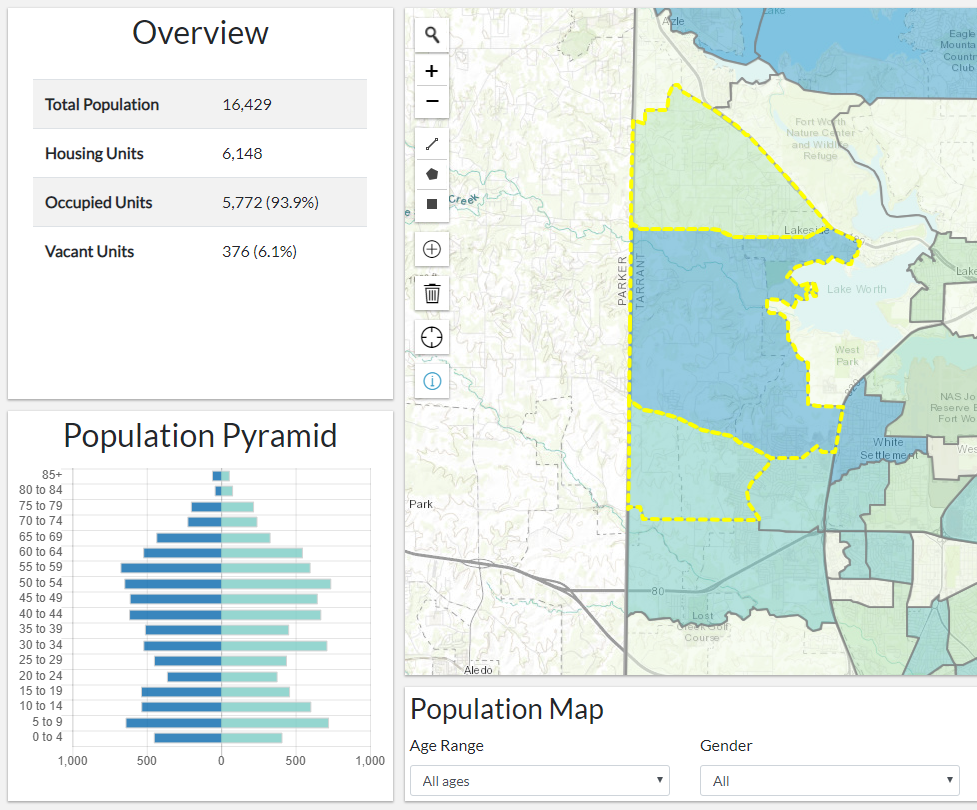 Overview
Total Population 16,429
Housing Units 6,148
Occupied Units 5,772 (93.9%)
Vacant Units 376 (6.1%)
Population Pyramid
85+
80 to 84
75 to 79
70 to 74
65 to 69
60 to 64
55 to 59
50 to 54
45 to 49
40 to 44
35 to 39
30 to 34
25 to 29
20 to 24
15 to 19
10 to 14
5 to 9
0 to 4
1,000 500 0 500 1,000
Azle
Lake
Eagle
Mounta
Country
Club
Fort Worth
Nature Center
and Wildlife
Refuge
Creek
Lakeside
PARKER
TARRANT
Lake Worth
Lake
West
Park
820
NAS Jo
Reserve B
Fort Wo
White
Settlement
Wes
Park
80
Lost
Creek Golf
Course
Aledo
Population Map
Age Range Gender
All ages All